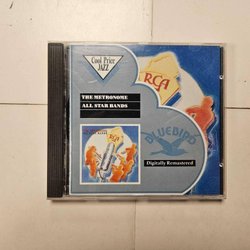 Cool Price
JAZZ
RCA
THE METRONOME
ALL STAR BANDS
BLUEBIRD
Digitally Remastered